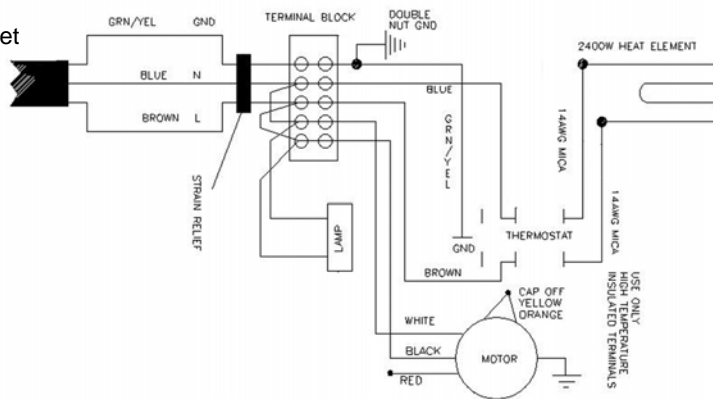 et
GRN/YEL GND
TERMINAL BLOCK
DOUBLE
NUT GND
2400W HEAT ELEMENT
BLUE N
BLUE
BROWN L
GRN/YEL
14AWG MICA
14AWG MICA
STRAIN RELIEF
LAMP
GND
THERMOSTAT
BROWN
CAP OFF
YELLOW
ORANGE
USE ONLY
HIGH TEMPERATURE
INSULATED TERMINALS
WHITE
BLACK
MOTOR
RED